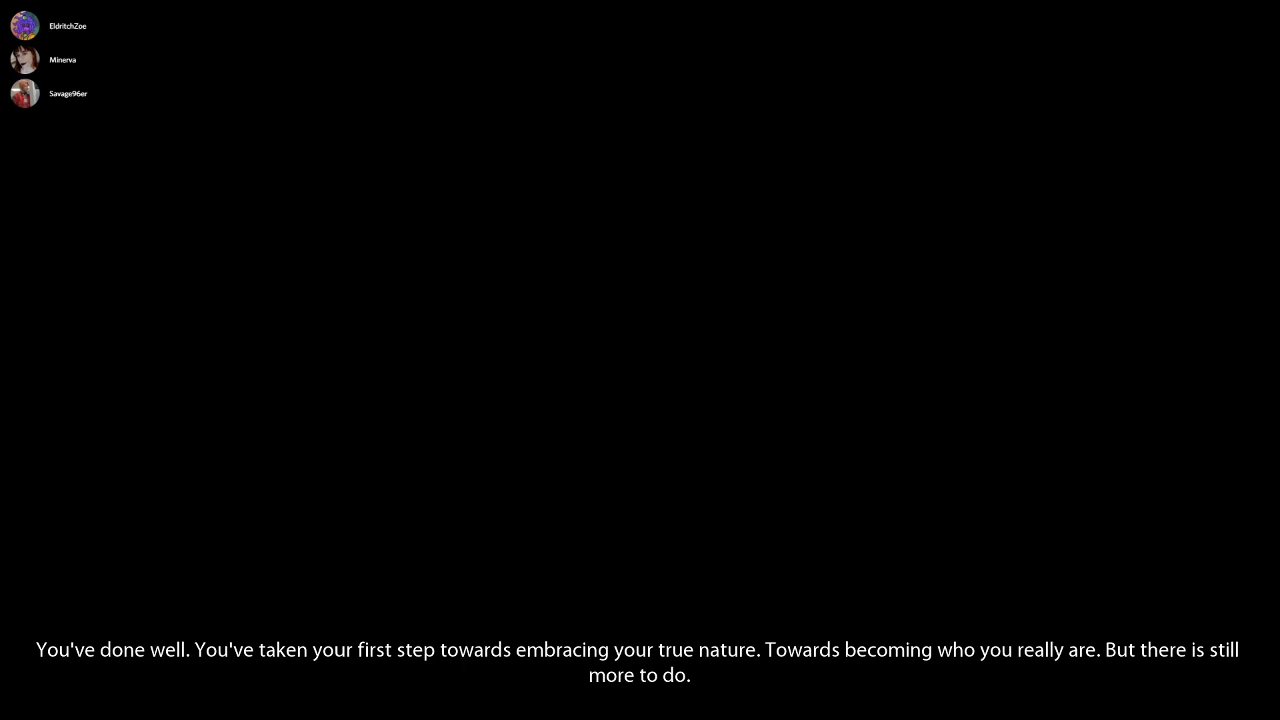 EldritchZoe
Minerva
Savage96er
You've done well. You've taken your first step towards embracing your true nature. Towards becoming who you really are. But there is still
more to do.